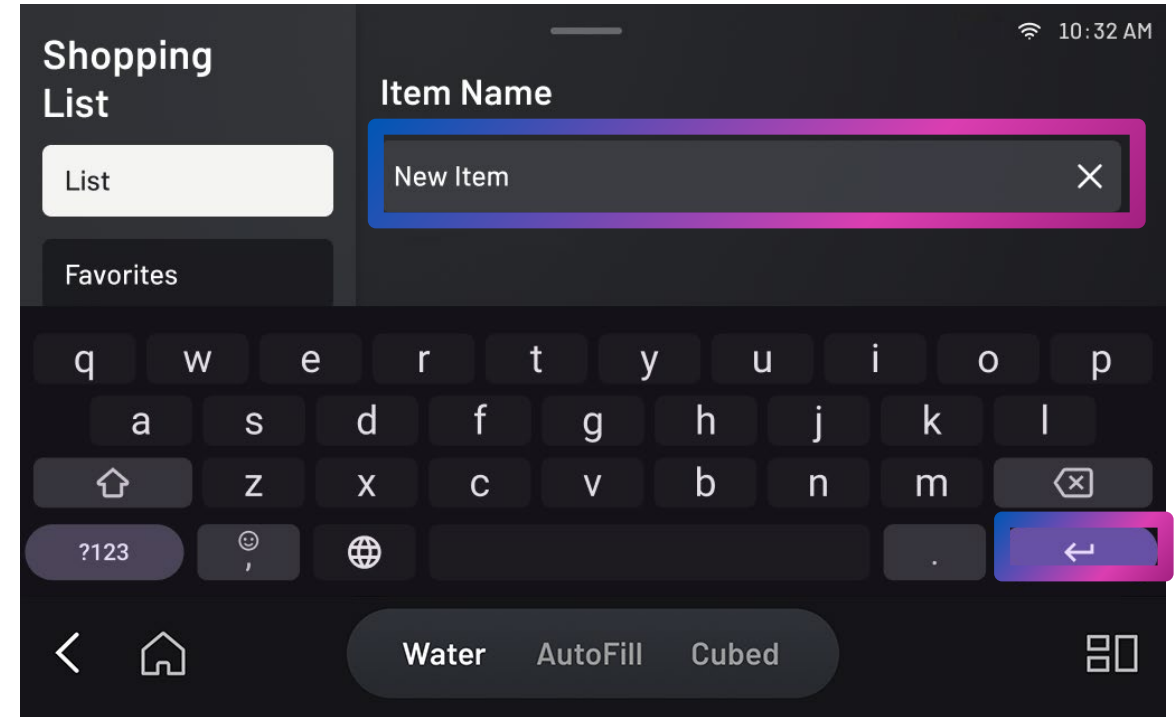 Shopping
List
10:32 AM
Item Name
List
New Item
Favorites
q w e r t y u i o p
a s d f g h j k l
z x c v b n m
?123 , .
Water AutoFill Cubed